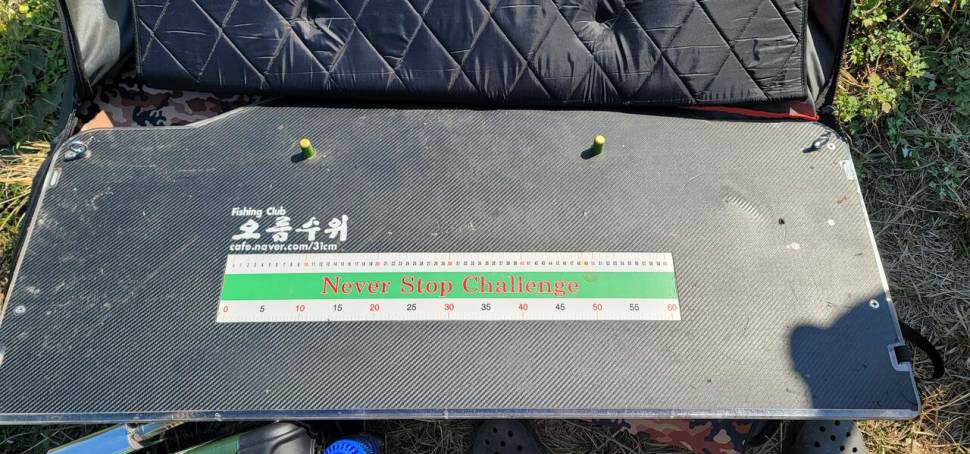 Fishing Club
오름수위
cafe.naver.com/31cm
Never Stop Challenge
0 5 10 15 20 25 30 35 40 45 50 55 60